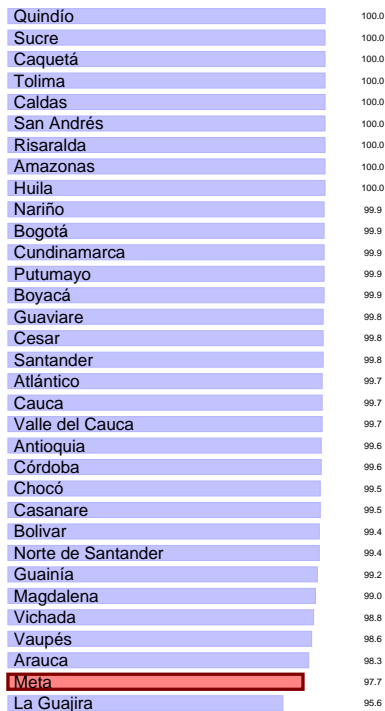 Quindío 100.0
Sucre 100.0
Caquetá 100.0
Tolima 100.0
Caldas 100.0
San Andrés 100.0
Risaralda 100.0
Amazonas 100.0
Huila 100.0
Nariño 99.9
Bogotá 99.9
Cundinamarca 99.9
Putumayo 99.9
Boyacá 99.9
Guaviare 99.8
Cesar 99.8
Santander 99.8
Atlántico 99.7
Cauca 99.7
Valle del Cauca 99.7
Antioquia 99.6
Córdoba 99.6
Chocó 99.5
Casanare 99.5
Bolivar 99.4
Norte de Santander 99.4
Guainía 99.2
Magdalena 99.0
Vichada 98.8
Vaupés 98.6
Arauca 98.3
Meta 97.7
La Guajira 95.6